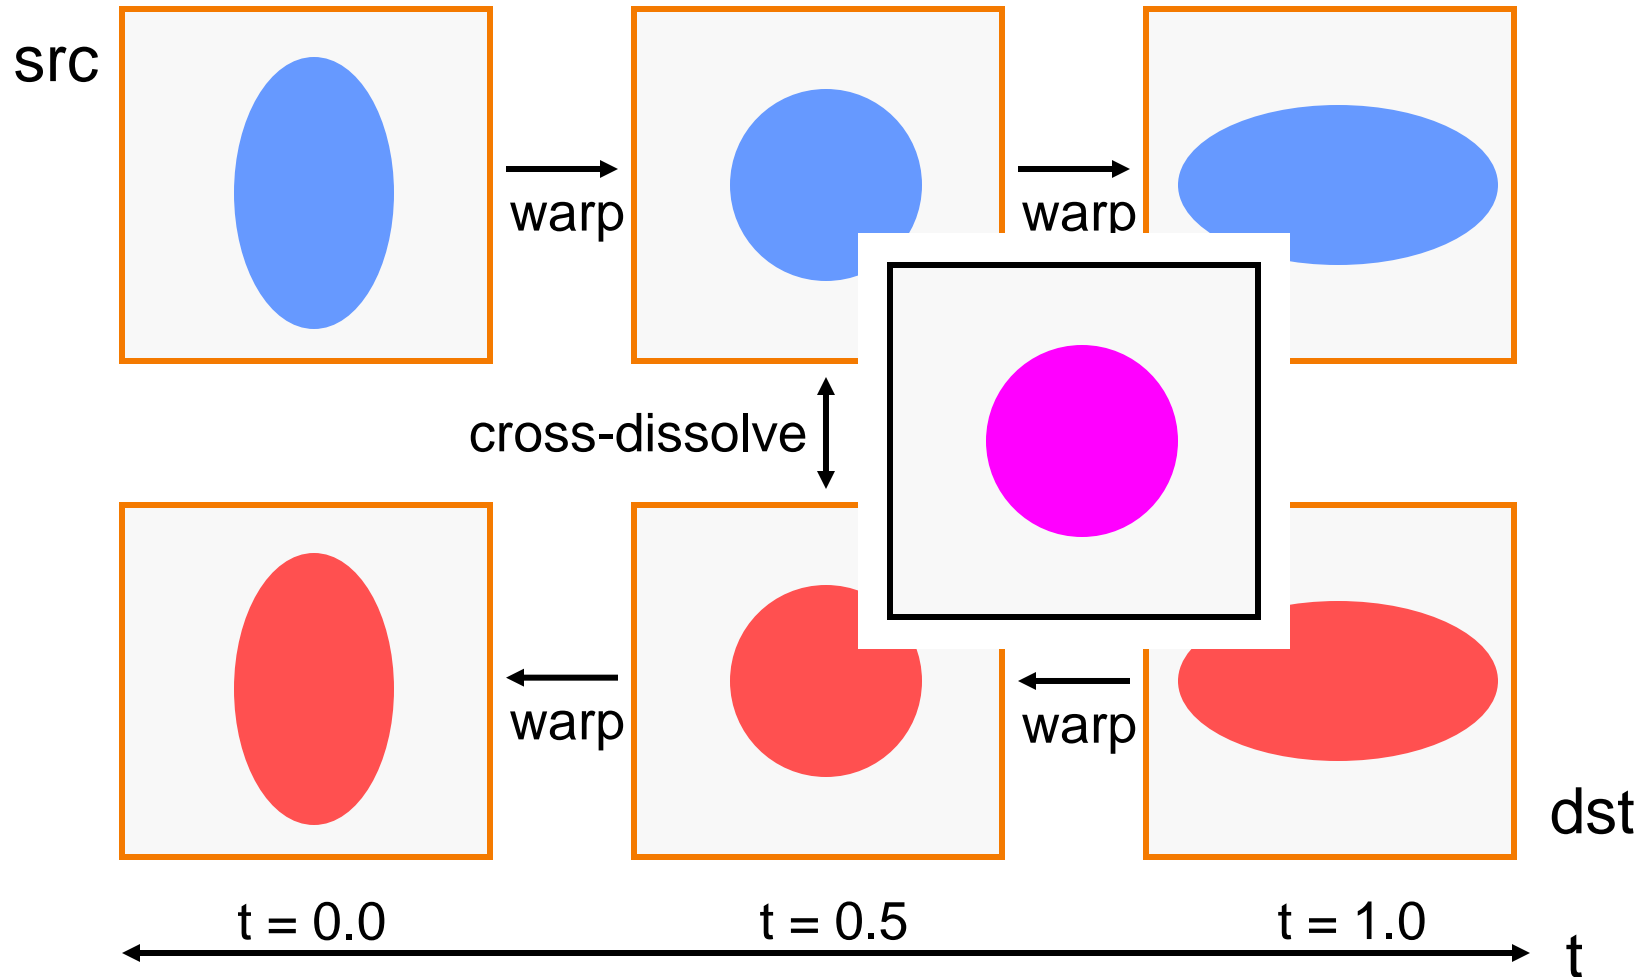 src
warp
warp
cross-dissolve
warp
warp
dst
t = 0.0
t = 0.5
t = 1.0
t